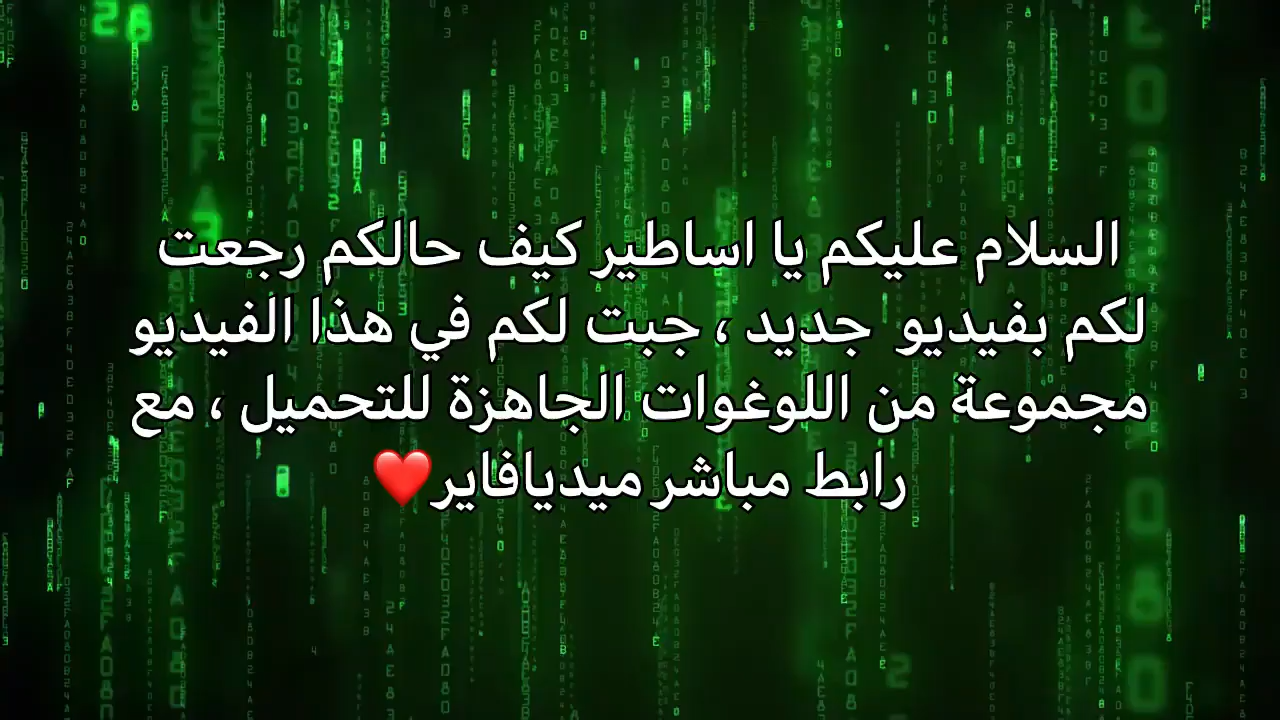 السلام عليكم يا اساطير كيف حالكم رجعت
لكم بفيديو جديد ، جبت لكم في هذا الفيديو
مجموعة من اللوغوات الجاهزة للتحميل ، مع
رابط مباشر ميديافاير❤️